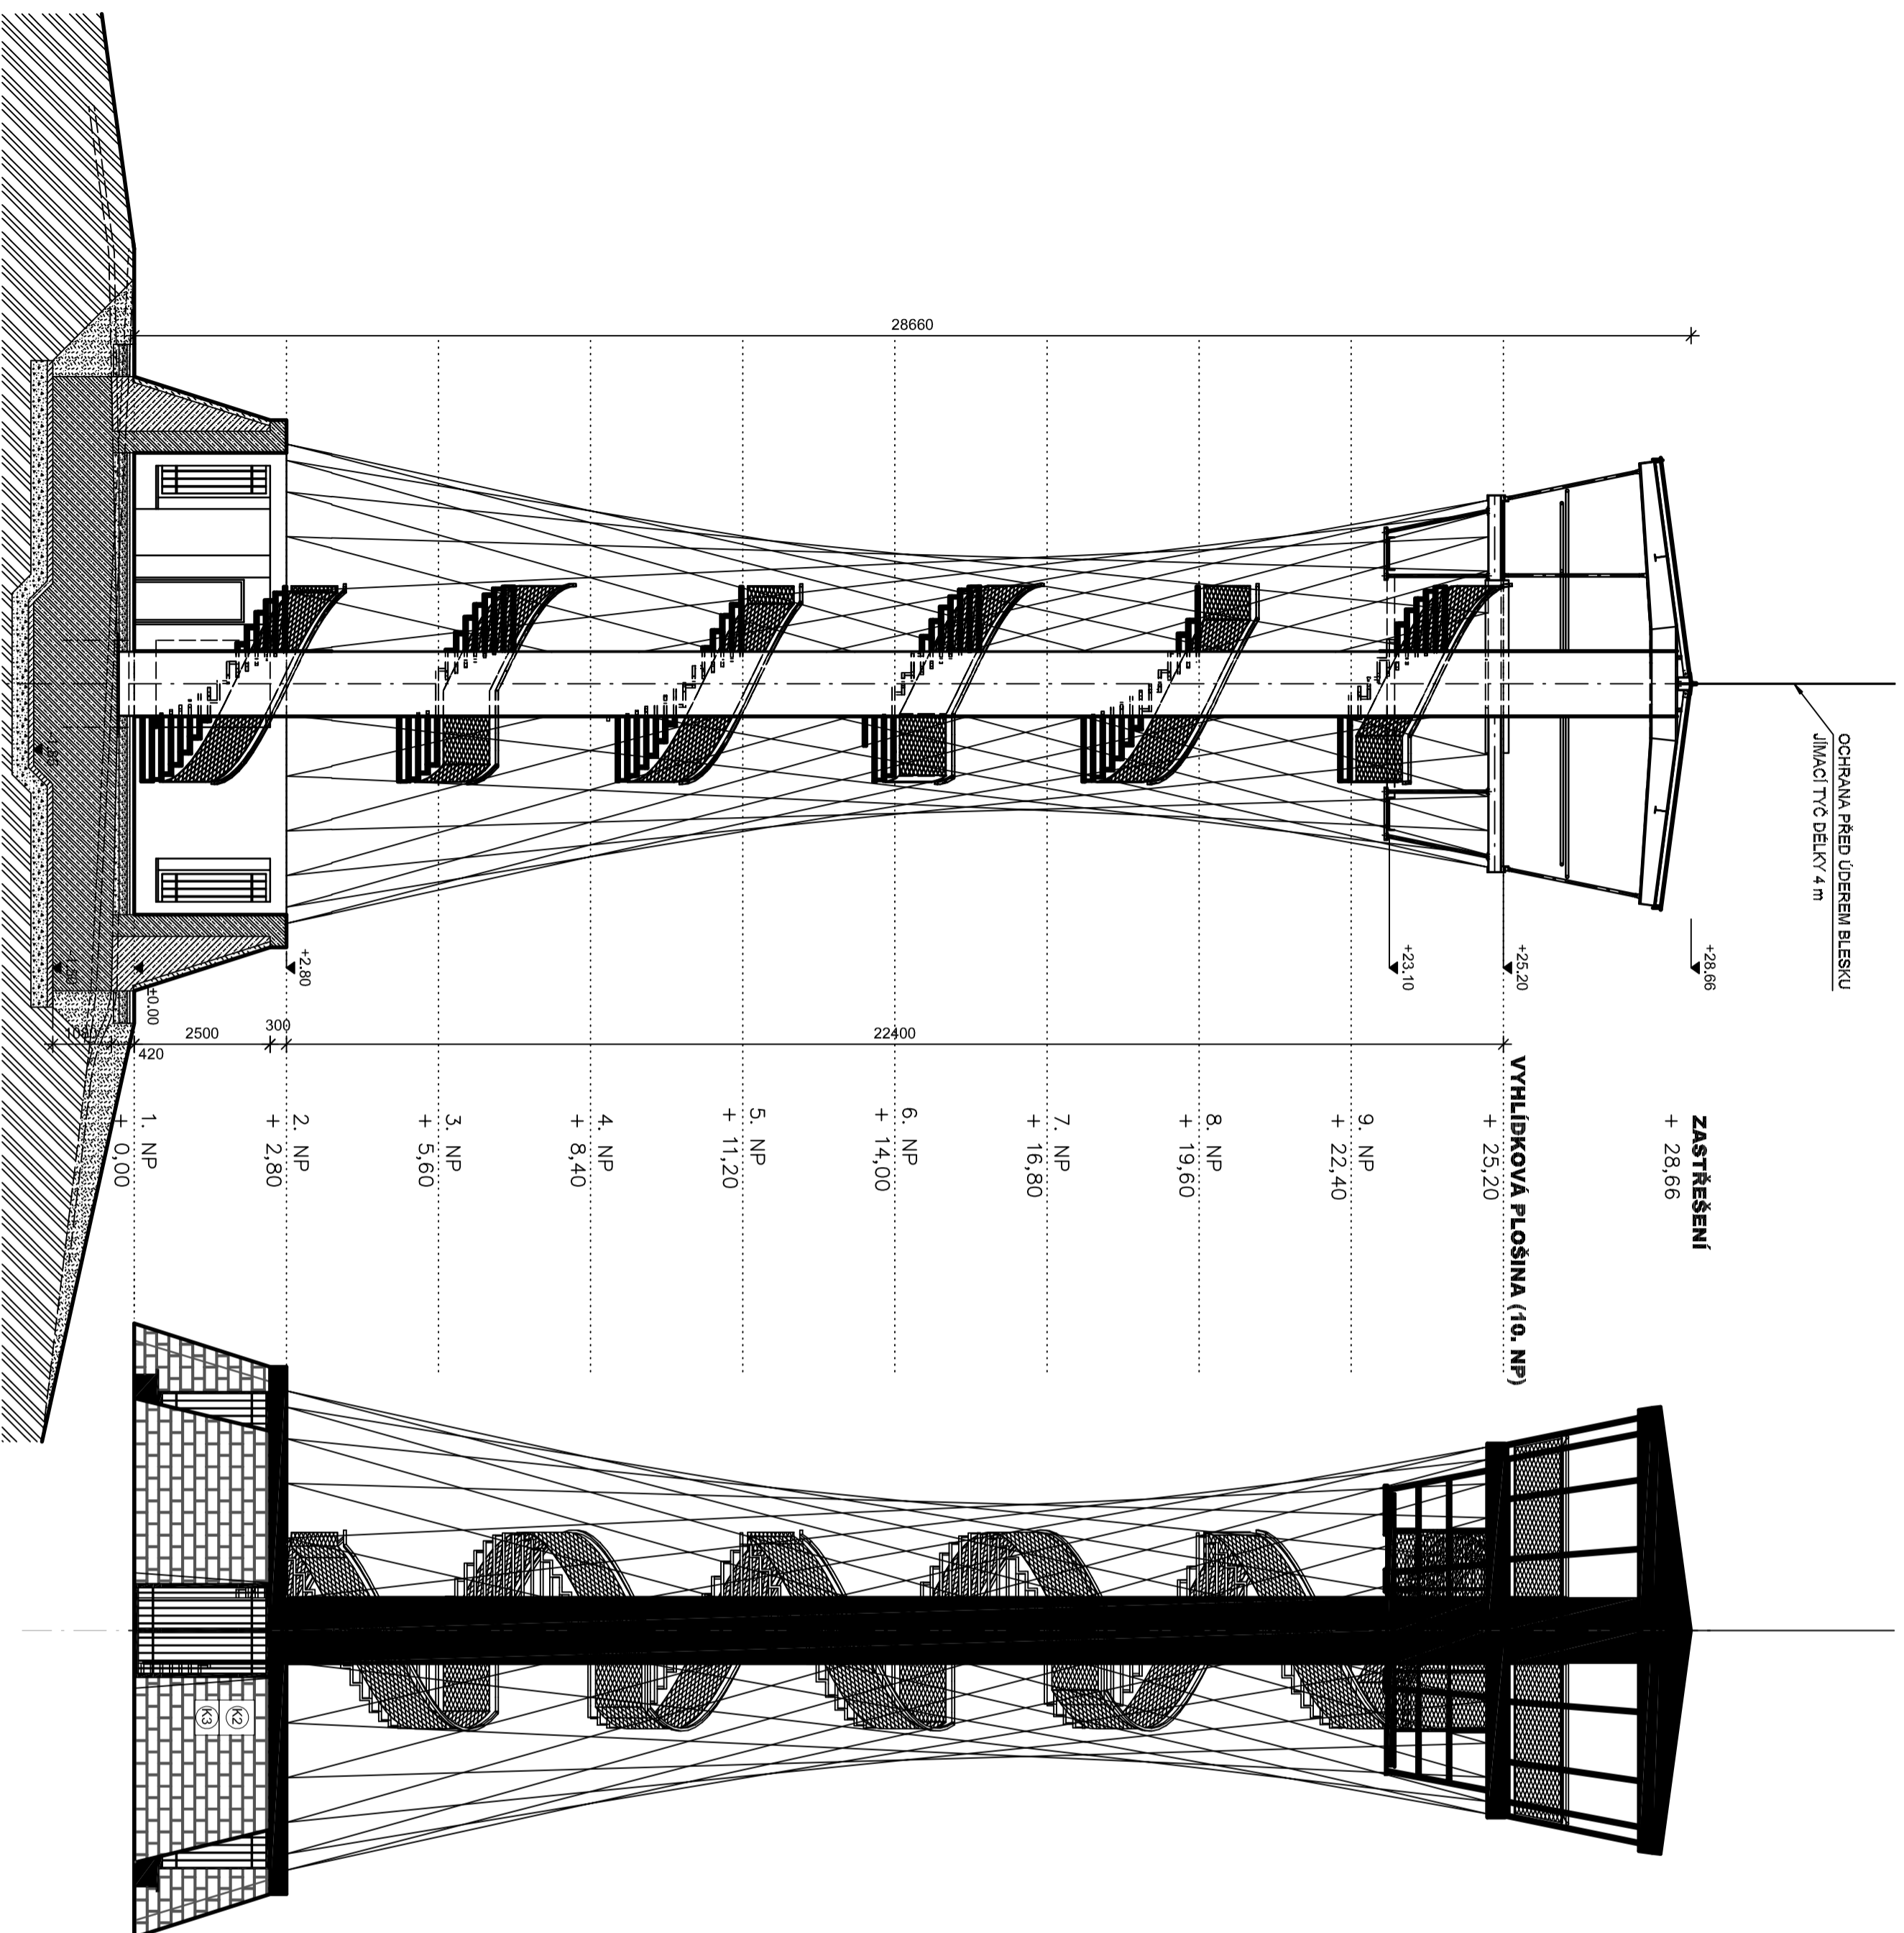 OCHRANA PŘED ÚDEREM BLESKU
JÍMACÍ TYČ DÉLKY 4 m
ZASTŘEŠENÍ
+ 28,66
+28.66
VYHLÍDKOVÁ PLOŠINA (10. NP)
+ 25,20
+25.20
+23.10
9. NP
+ 22,40
8. NP
+ 19,60
7. NP
+ 16,80
6. NP
+ 14,00
5. NP
+ 11,20
4. NP
+ 8,40
3. NP
+ 5,60
2. NP
+ 2,80
+2.80
1. NP
+ 0,00
±0.00
28660
22400
300
2500
420
1080
K2
K3